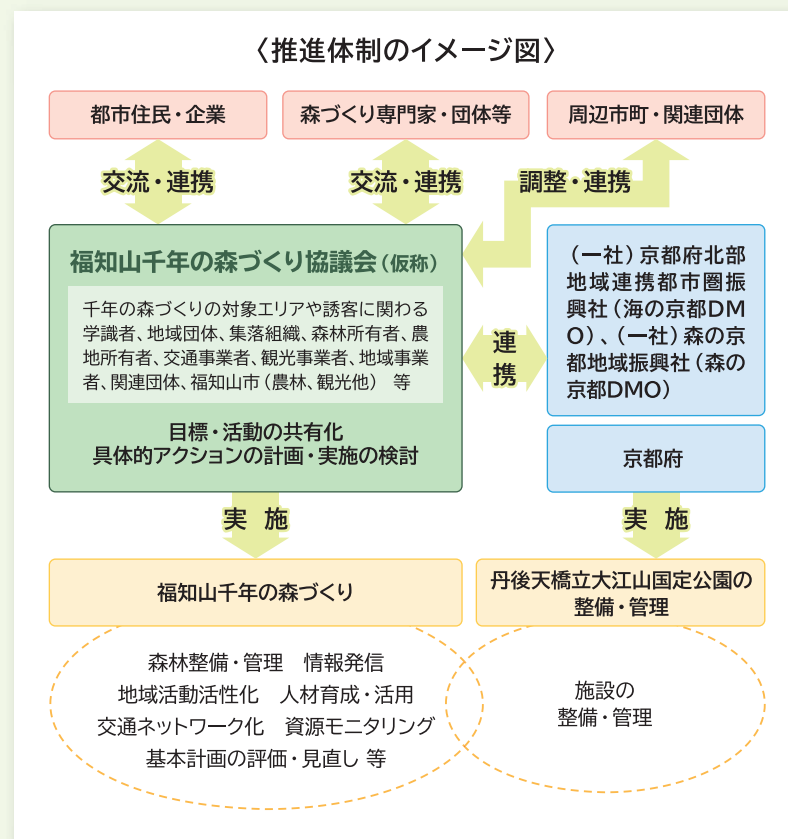 〈推進体制のイメージ図〉
都市住民・企業
森づくり専門家・団体等
周辺市町・関連団体
交流・連携
交流・連携
調整・連携
福知山千年の森づくり協議会（仮称）
千年の森づくりの対象エリアや誘客に関わる
学識者、地域団体、集落組織、森林所有者、農
地所有者、交通事業者、観光事業者、地域事業
者、関連団体、福知山市（農林、観光他） 等
目標・活動の共有化
具体的アクションの計画・実施の検討
連
携
（一社）京都府北部
地域連携都市圏振
興社（海の京都DM
O）、（一社）森の京
都地域振興社（森の
京都DMO）
京都府
実 施
実 施
福知山千年の森づくり
丹後天橋立大江山国定公園の
整備・管理
森林整備・管理 情報発信
地域活動活性化 人材育成・活用
交通ネットワーク化 資源モニタリング
基本計画の評価・見直し 等
施設の
整備・管理